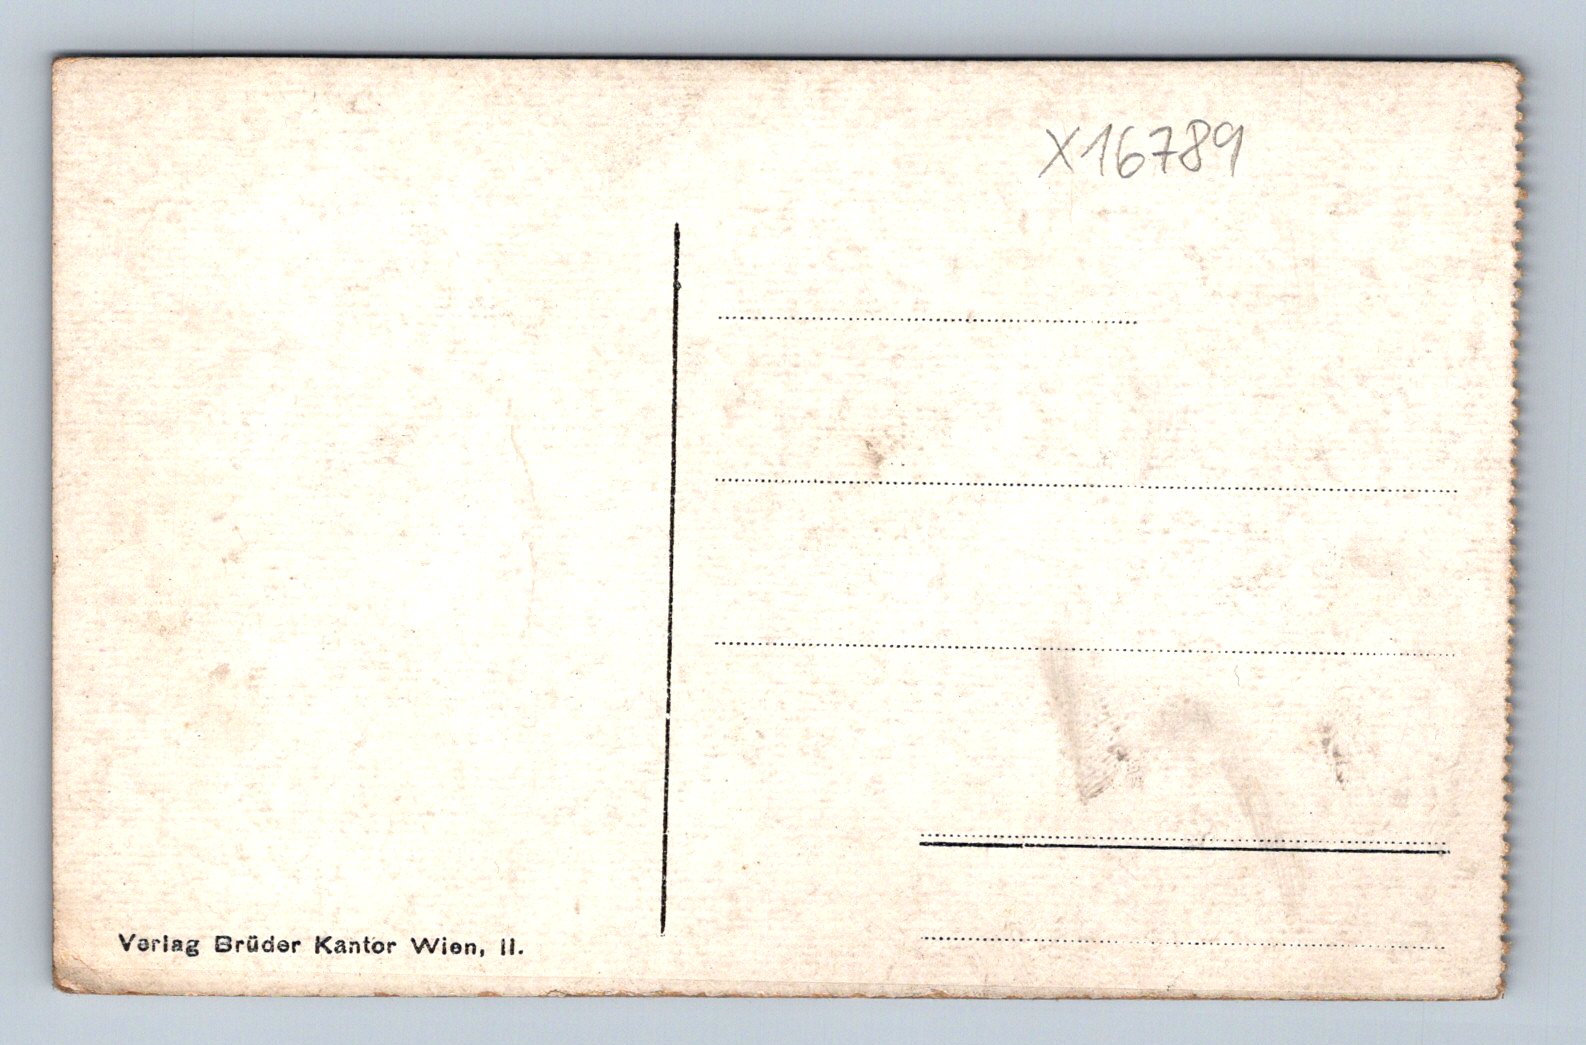 X16789
Verlag Brüder Kantor Wien, II.